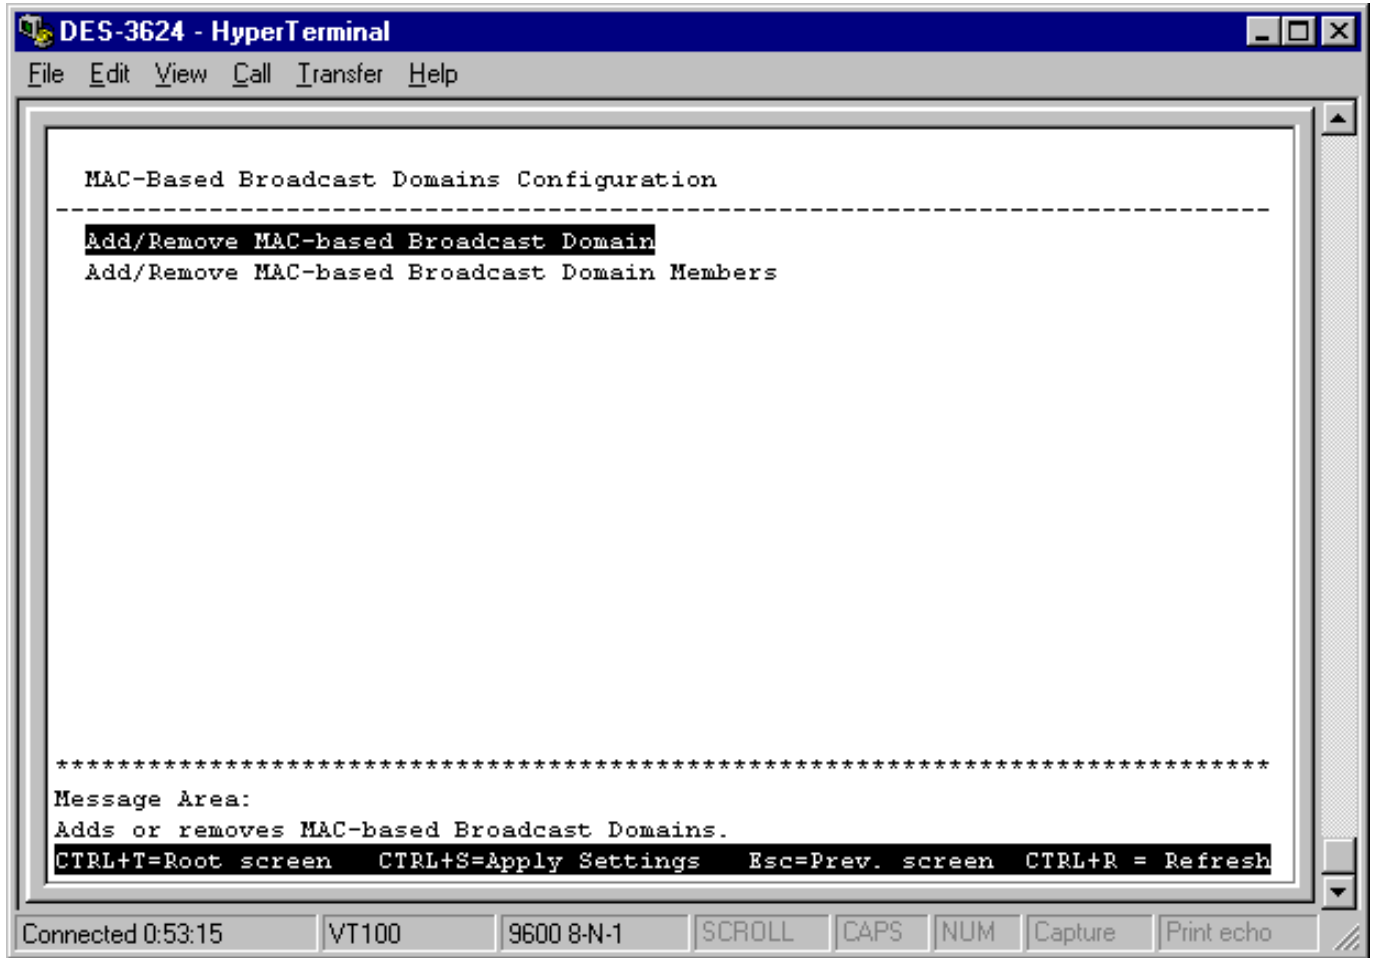 DES-3624 - HyperTerminal
File Edit View Call Transfer Help
MAC-Based Broadcast Domains Configuration
-------------------------------------------------------------------------------
Add/Remove MAC-based Broadcast Domain
Add/Remove MAC-based Broadcast Domain Members
*******************************************************************************
Message Area:
Adds or removes MAC-based Broadcast Domains.
CTRL+T=Root screen CTRL+S=Apply Settings Esc=Prev. screen CTRL+R = Refresh
Connected 0:53:15 VT100 9600 8-N-1 SCROLL CAPS NUM Capture Print echo